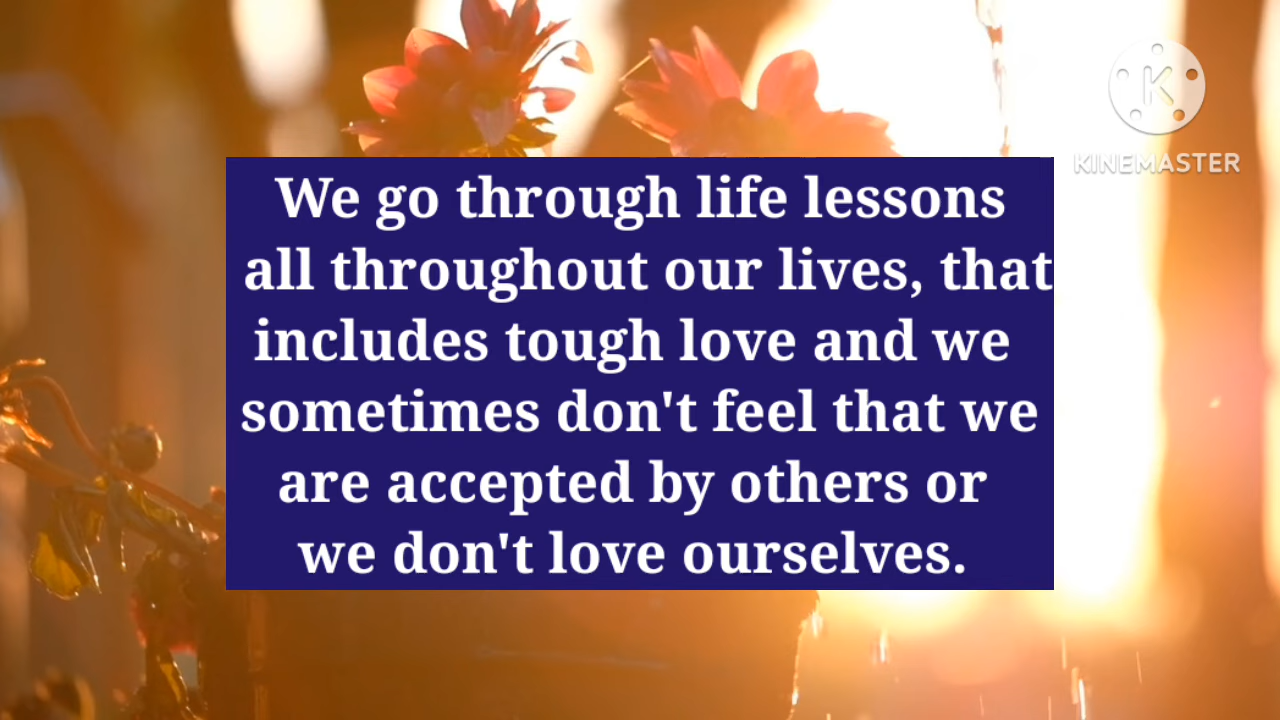 KINEMASTER
We go through life lessons
all throughout our lives, that
includes tough love and we
sometimes don't feel that we
are accepted by others or
we don't love ourselves.